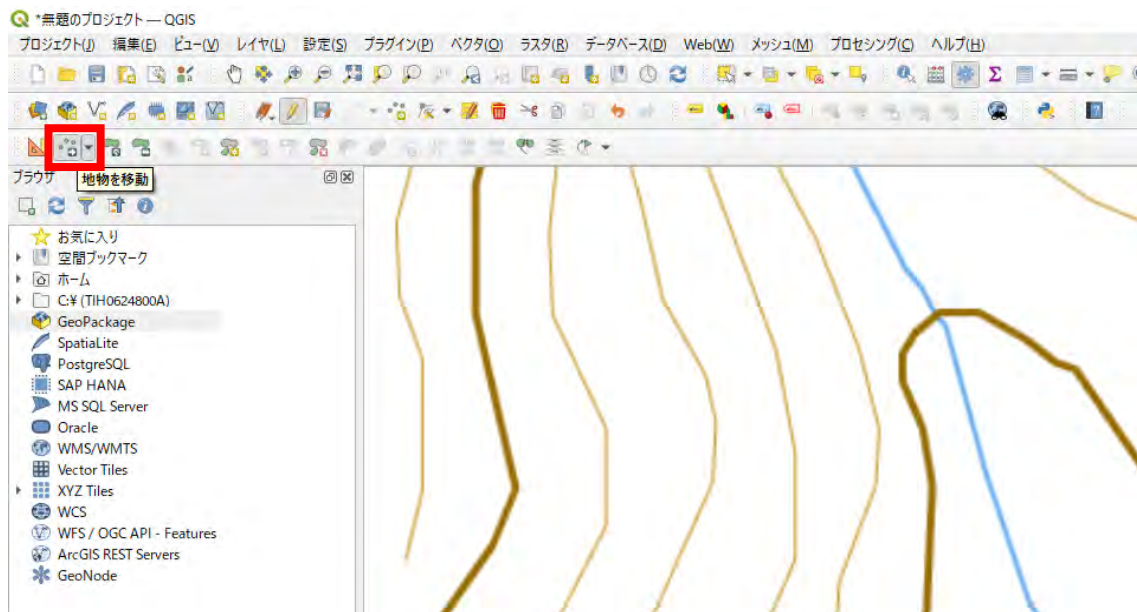 *無題のプロジェクト — QGIS
プロジェクト(J) 編集(E) ビュー(V) レイヤ(L) 設定(S) プラグイン(P) ベクタ(O) ラスタ(R) データベース(D) Web(W) メッシュ(M) プロセシング(C) ヘルプ(H)
ブラウザ
地物を移動
お気に入り
空間ブックマーク
ホーム
C:¥ (TIH0624800A)
GeoPackage
SpatiaLite
PostgreSQL
SAP HANA
MS SQL Server
Oracle
WMS/WMTS
Vector Tiles
XYZ Tiles
WCS
WFS / OGC API - Features
ArcGIS REST Servers
GeoNode